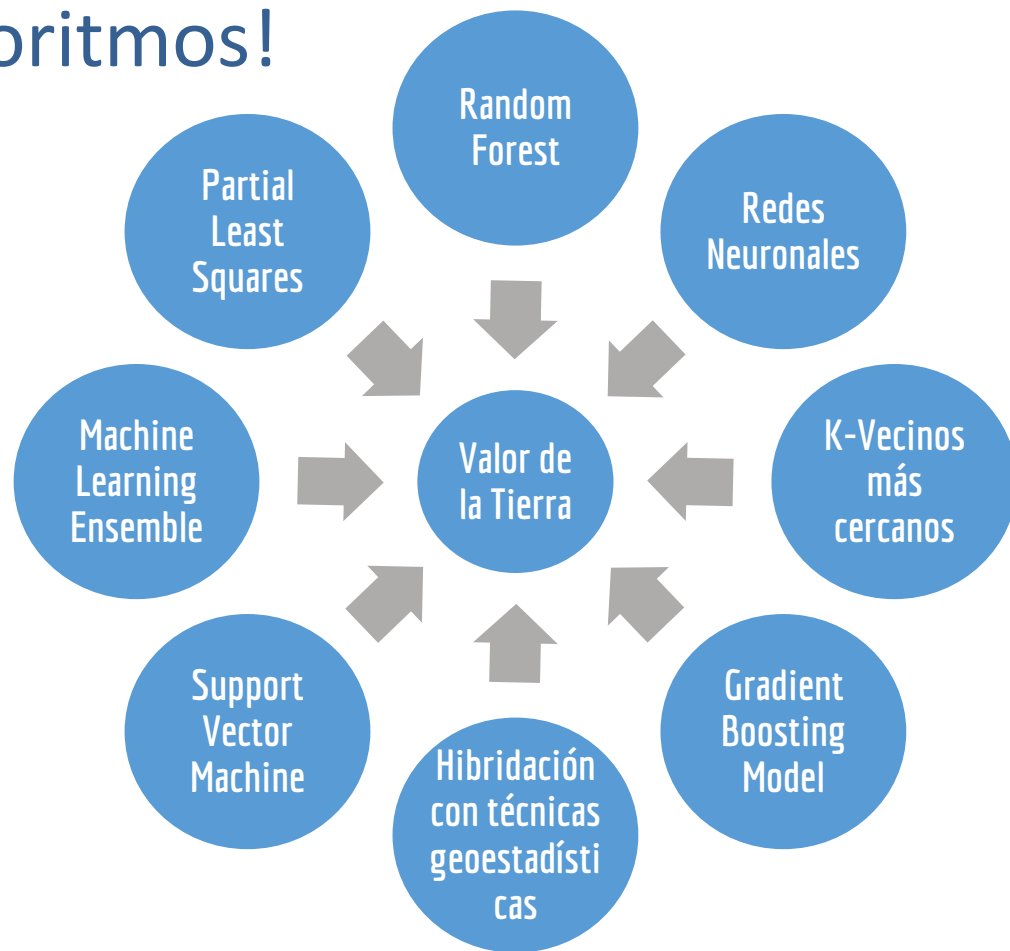 oritmos!
Random
Forest
Redes
Neuronales
K-Vecinos
más
cercanos
Gradient
Boosting
Model
Hibridación
con técnicas
geoestadísti
cas
Support
Vector
Machine
Machine
Learning
Ensemble
Partial
Least
Squares
Valor de
la Tierra